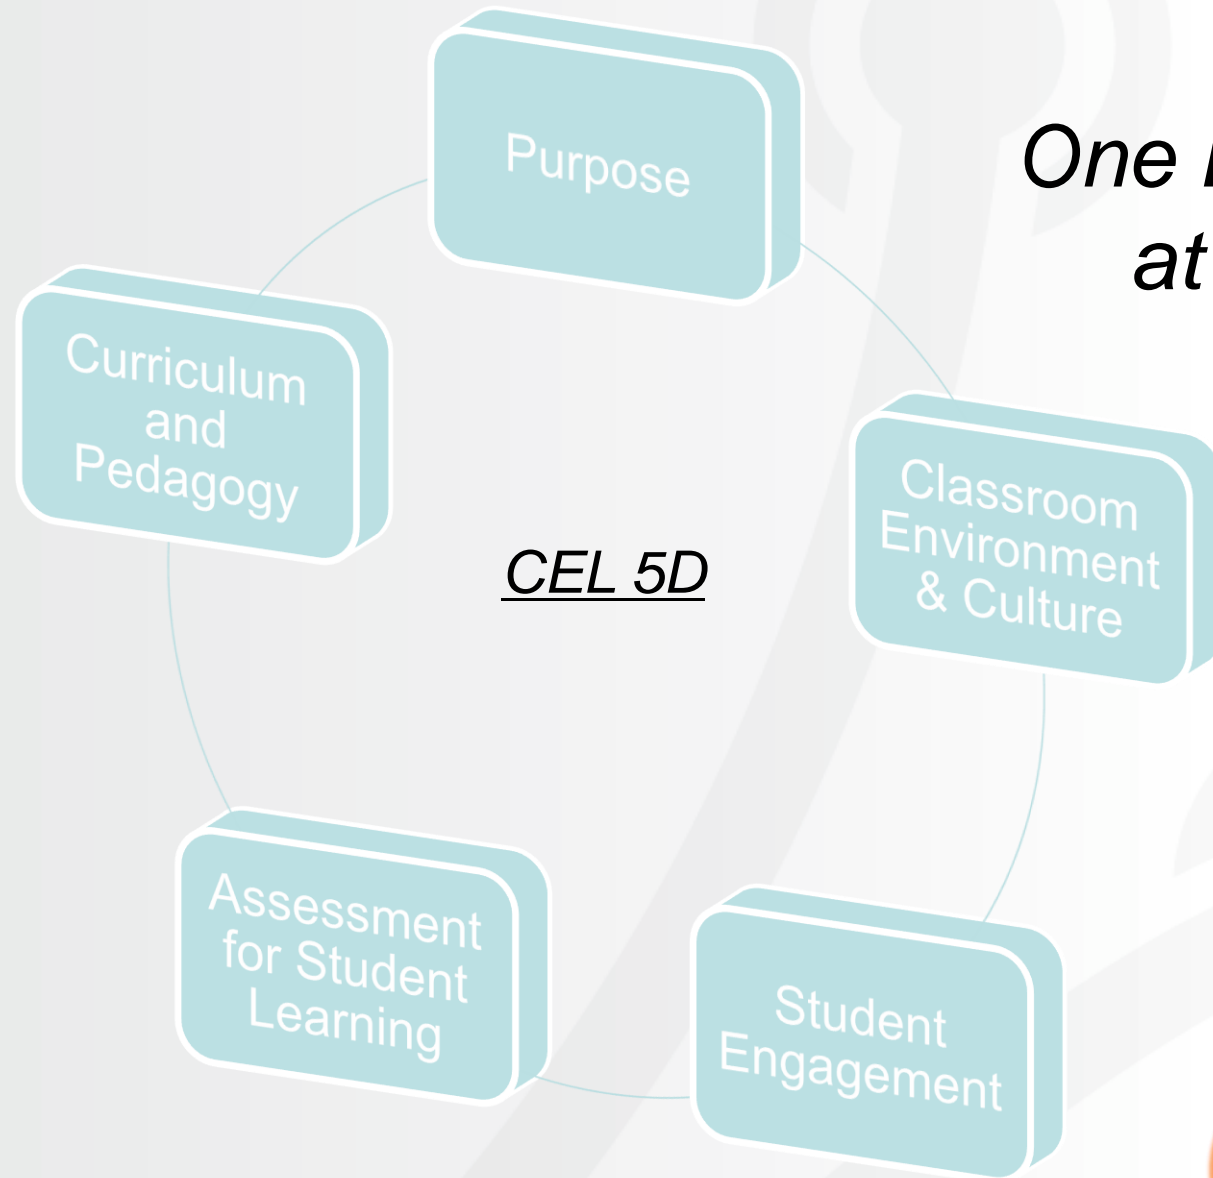 Purpose
One
at
Curriculum
and
Pedagogy
Classroom
Environment
& Culture
CEL 5D
Assessment
for Student
Learning
Student
Engagement